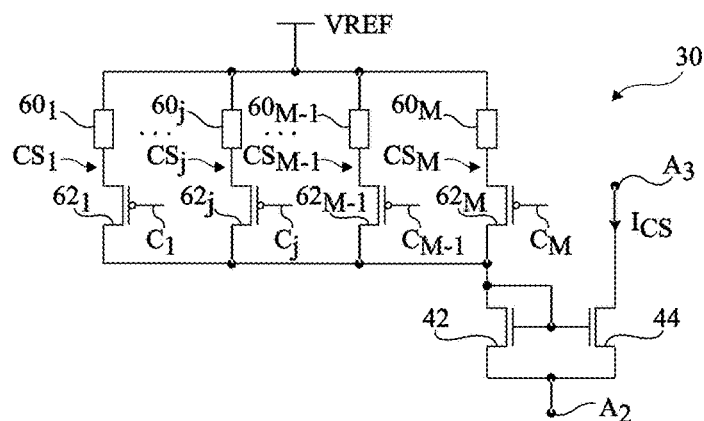 VREF
30
60₁ 60ⱼ 60M-1 60M
... ...
CS₁ CSⱼ CSM-1 CSM
A₃
62₁ 62ⱼ 62M-1 62M
C₁ Cⱼ CM-1 CM
ICS
42 44
A₂